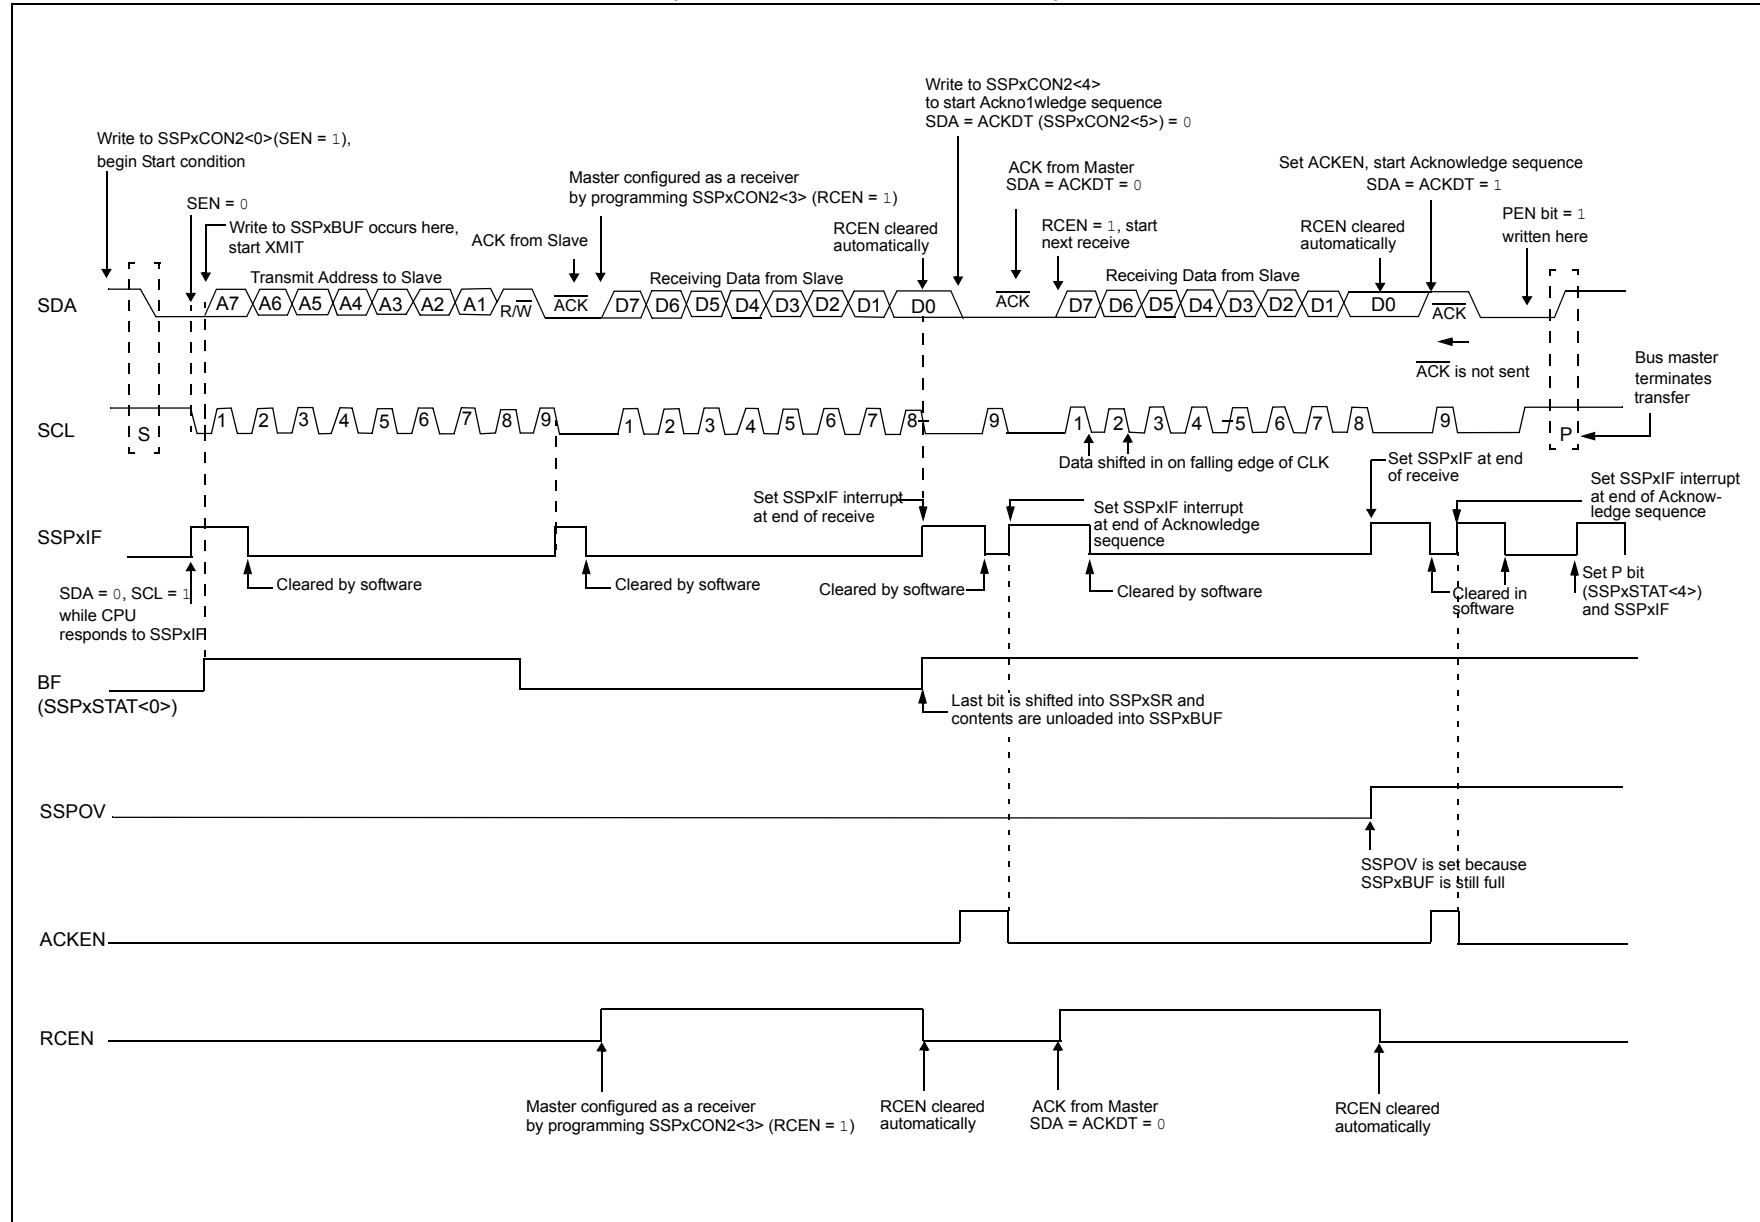 Write to SSPxCON2<4>
to start Ackno1wledge sequence
SDA = ACKDT (SSPxCON2<5>) = 0
Write to SSPxCON2<0>(SEN = 1),
begin Start condition
ACK from Master
SDA = ACKDT = 0
Set ACKEN, start Acknowledge sequence
SDA = ACKDT = 1
Master configured as a receiver
by programming SSPxCON2<3> (RCEN = 1)
SEN = 0
Write to SSPxBUF occurs here,
start XMIT
ACK from Slave
RCEN cleared
automatically
RCEN = 1, start
next receive
RCEN cleared
automatically
PEN bit = 1
written here
Transmit Address to Slave
Receiving Data from Slave
Receiving Data from Slave
SDA
A7 A6 A5 A4 A3 A2 A1 R/W ACK D7 D6 D5 D4 D3 D2 D1 D0 ACK D7 D6 D5 D4 D3 D2 D1 D0 ACK
ACK is not sent
Bus master
terminates
transfer
SCL
S 1 2 3 4 5 6 7 8 9 1 2 3 4 5 6 7 8 9 1 2 3 4 5 6 7 8 9 P
Data shifted in on falling edge of CLK
Set SSPxIF at end
of receive
Set SSPxIF interrupt
at end of receive
Set SSPxIF interrupt
at end of Acknowledge
sequence
Set SSPxIF interrupt
at end of Acknow-
ledge sequence
SSPxIF
SDA = 0, SCL = 1
while CPU
responds to SSPxIF
Cleared by software
Cleared by software
Cleared by software
Cleared by software
Cleared in
software
Set P bit
(SSPxSTAT<4>)
and SSPxIF
BF
(SSPxSTAT<0>)
Last bit is shifted into SSPxSR and
contents are unloaded into SSPxBUF
SSPOV
SSPOV is set because
SSPxBUF is still full
ACKEN
RCEN
Master configured as a receiver
by programming SSPxCON2<3> (RCEN = 1)
RCEN cleared
automatically
ACK from Master
SDA = ACKDT = 0
RCEN cleared
automatically